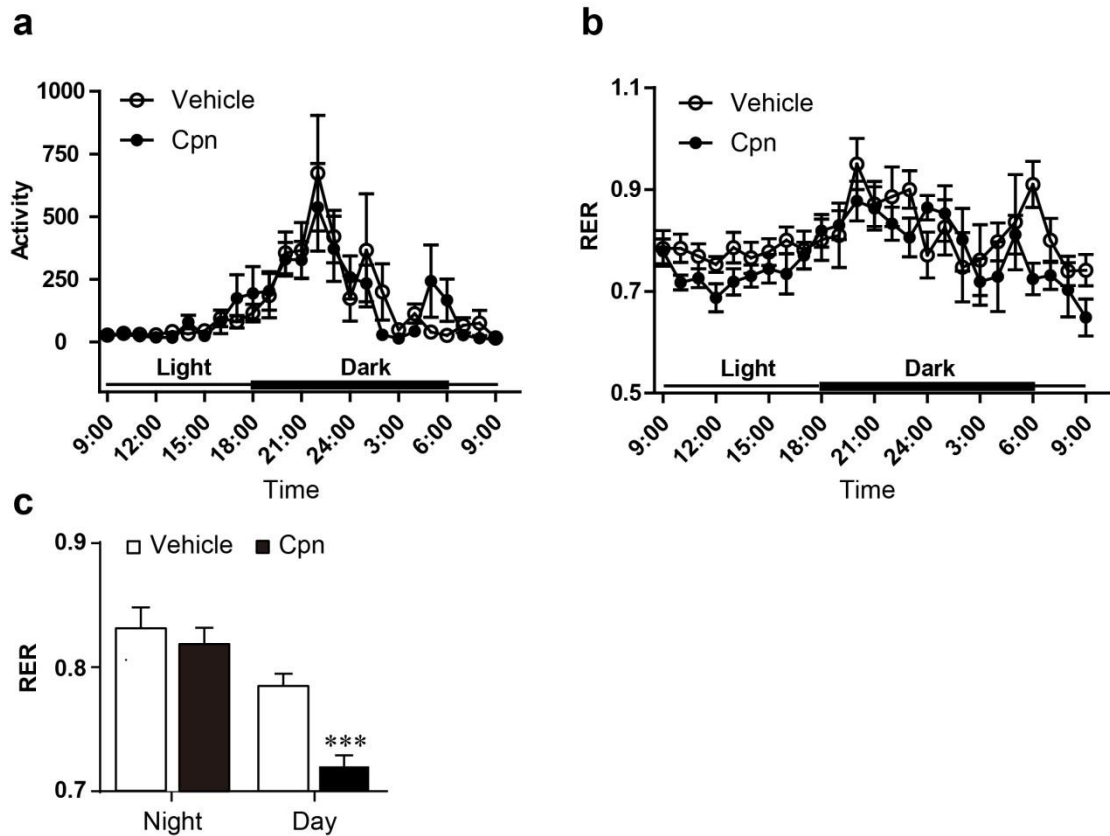 a
1000
750
500
250
0
Activity
Vehicle
Cpn
Light Dark
9:00 12:00 15:00 18:00 21:00 24:00 3:00 6:00 9:00
Time
b
1.1
0.9
0.7
0.5
RER
Vehicle
Cpn
Light Dark
9:00 12:00 15:00 18:00 21:00 24:00 3:00 6:00 9:00
Time
c
0.9
0.8
0.7
RER
Vehicle Cpn
***
Night Day